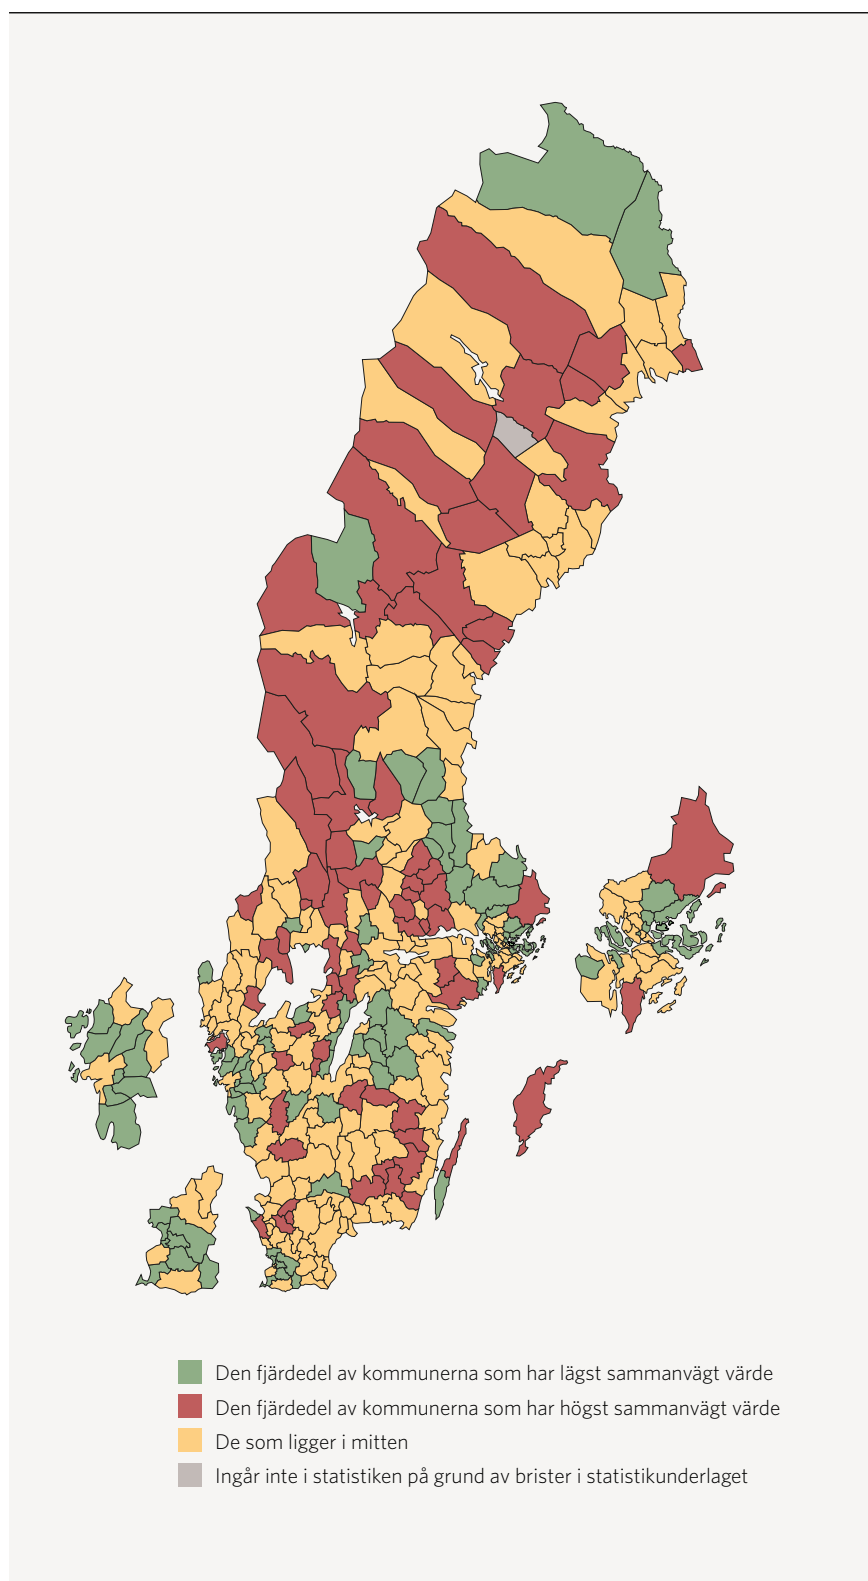 Den fjärdedel av kommunerna som har lägst sammanvägt värde
Den fjärdedel av kommunerna som har högst sammanvägt värde
De som ligger i mitten
Ingår inte i statistiken på grund av brister i statistikunderlaget